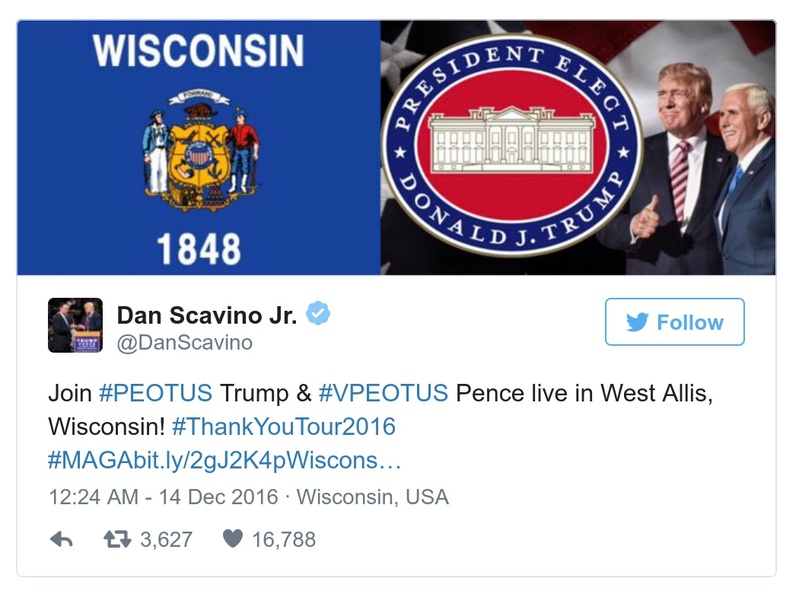 WISCONSIN
FORWARD
1848
PRESIDENT ELECT
★ DONALD J. TRUMP ★
Dan Scavino Jr.
@DanScavino
Follow
Join #PEOTUS Trump & #VPEOTUS Pence live in West Allis,
Wisconsin! #ThankYouTour2016
#MAGAbit.ly/2gJ2K4pWiscons…
12:24 AM - 14 Dec 2016 · Wisconsin, USA
3,627 16,788